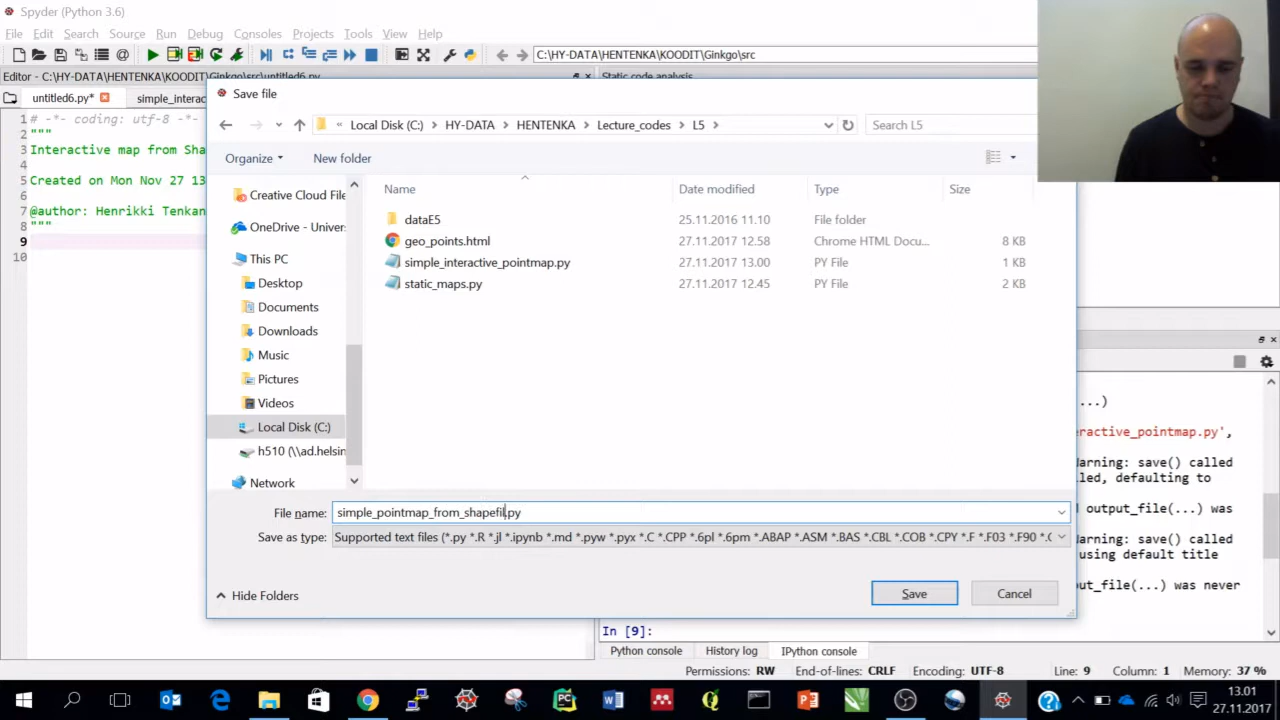 Spyder (Python 3.6)
File Edit Search Source Run Debug Consoles Projects Tools View Help
C:\HY-DATA\HENTENKA\KOODIT\Ginkgo\src
Editor - C:\HY-DATA\HENTENKA\KOODIT\Ginkgo\src\untitled6.py
Static code analysis
untitled6.py*
simple_interac
Save file
1 # -*- coding: utf-8 -*-
2 """
3 Interactive map from Sha
4
5 Created on Mon Nov 27 13
6
7 @author: Henrikki Tenkan
8 """
9
10
« Local Disk (C:) > HY-DATA > HENTENKA > Lecture_codes > L5 >
Search L5
Organize
New folder
Name
Date modified
Type
Size
Creative Cloud File
OneDrive - Univer
This PC
Desktop
Documents
Downloads
Music
Pictures
Videos
Local Disk (C:)
h510 (\\ad.helsin
Network
dataE5 25.11.2016 11.10 File folder
geo_points.html 27.11.2017 12.58 Chrome HTML Docu... 8 KB
simple_interactive_pointmap.py 27.11.2017 13.00 PY File 1 KB
static_maps.py 27.11.2017 12.45 PY File 2 KB
File name: simple_pointmap_from_shapefil.py
Save as type: Supported text files (*.py *.R *.jl *.ipynb *.md *.pyw *.pyx *.C *.CPP *.6pl *.6pm *.ABAP *.ASM *.BAS *.CBL *.COB *.CPY *.F *.F03 *.F90 *.
Hide Folders
Save
Cancel
...)
eractive_pointmap.py',
Warning: save() called
led, defaulting to
d output_file(...) was
Warning: save() called
using default title
put_file(...) was never
In [9]:
Python console
History log
IPython console
Permissions: RW End-of-lines: CRLF Encoding: UTF-8 Line: 9 Column: 1 Memory: 37 %
13.01
27.11.2017